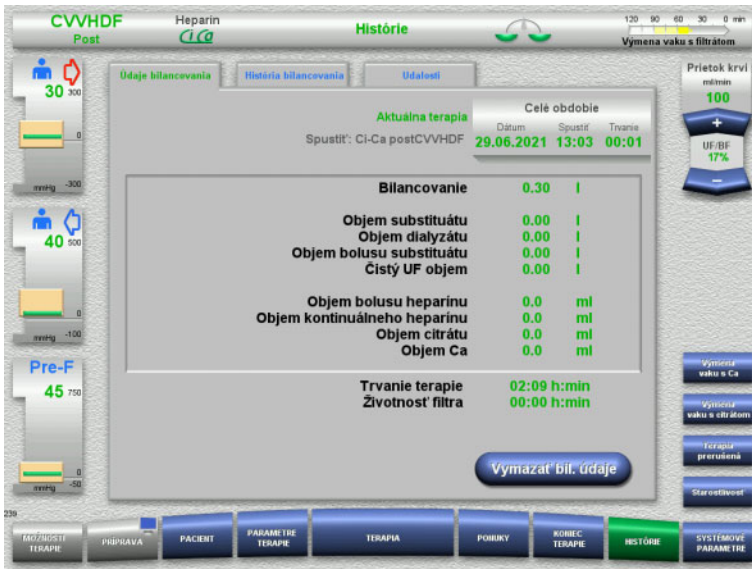 CVVHDF
Post
Heparin
Ci Ca
Histórie
120 90 60 30 0 min
Výmena vaku s filtrátom
30
300
0
mmHg -300
40
500
0
mmHg -100
Pre-F
45
750
0
mmHg -50
Údaje bilancovania
História bilancovania
Udalosti
Aktuálna terapia
Celé obdobie
Dátum Spustiť Trvanie
Spustiť: Ci-Ca postCVVHDF 29.06.2021 13:03 00:01
Bilancovanie 0.30 l
Objem substituátu 0.00 l
Objem dialyzátu 0.00 l
Objem bolusu substituátu 0.00 l
Čistý UF objem 0.00 l
Objem bolusu heparínu 0.0 ml
Objem kontinuálneho heparínu 0.0 ml
Objem citrátu 0.0 ml
Objem Ca 0.0 ml
Trvanie terapie 02:09 h:min
Životnosť filtra 00:00 h:min
Vymazať bil. údaje
Prietok krvi
ml/min
100
+
UF/BF
17%
−
Výmena
vaku s Ca
Výmena
vaku s citrátom
Terapia
prerušená
Starostlivosť
239
MOŽNOSTI
TERAPIE
PRÍPRAVA
PACIENT
PARAMETRE
TERAPIE
TERAPIA
PONUKY
KONIEC
TERAPIE
HISTÓRIE
SYSTÉMOVÉ
PARAMETRE